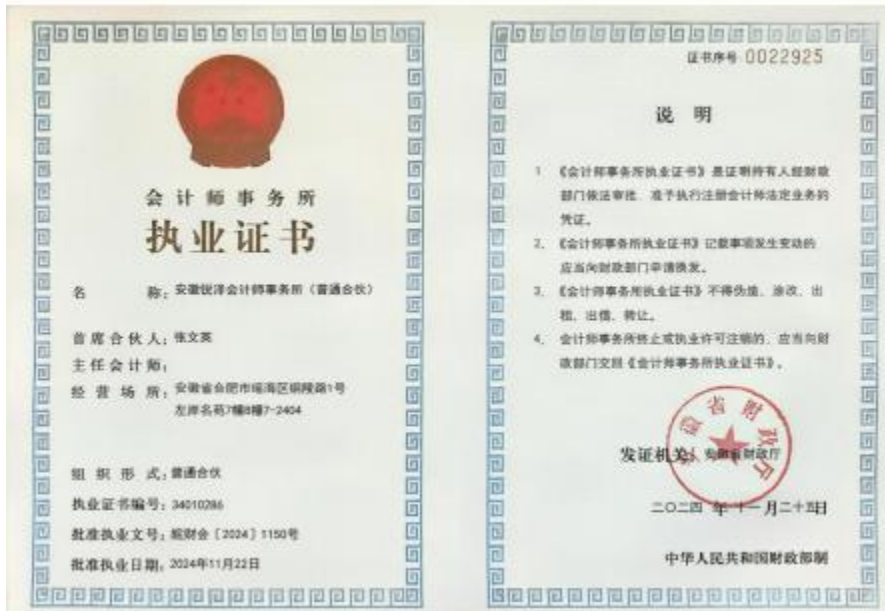 会计师事务所
执业证书
名 称：安徽锐洋会计师事务所（普通合伙）
首席合伙人：张文英
主任会计师：
经营场所：安徽省合肥市瑶海区铜陵路1号
左岸名苑7幢8幢7-2404
组织形式：普通合伙
执业证书编号：34010286
批准执业文号：皖财会〔2024〕1150号
批准执业日期：2024年11月22日
证书序号 0022925
说 明
1 《会计师事务所执业证书》是证明持有人经财政
部门依法审批，准予执行注册会计师法定业务的
凭证。
2、《会计师事务所执业证书》记载事项发生变动的，
应当向财政部门申请换发。
3、《会计师事务所执业证书》不得伪造、涂改、出
租、出借、转让。
4、会计师事务所终止或执业许可注销的，应当向财
政部门交回《会计师事务所执业证书》。
安徽省财政厅
发证机关：安徽省财政厅
二〇二四 年 十一 月 二十五日
中华人民共和国财政部制